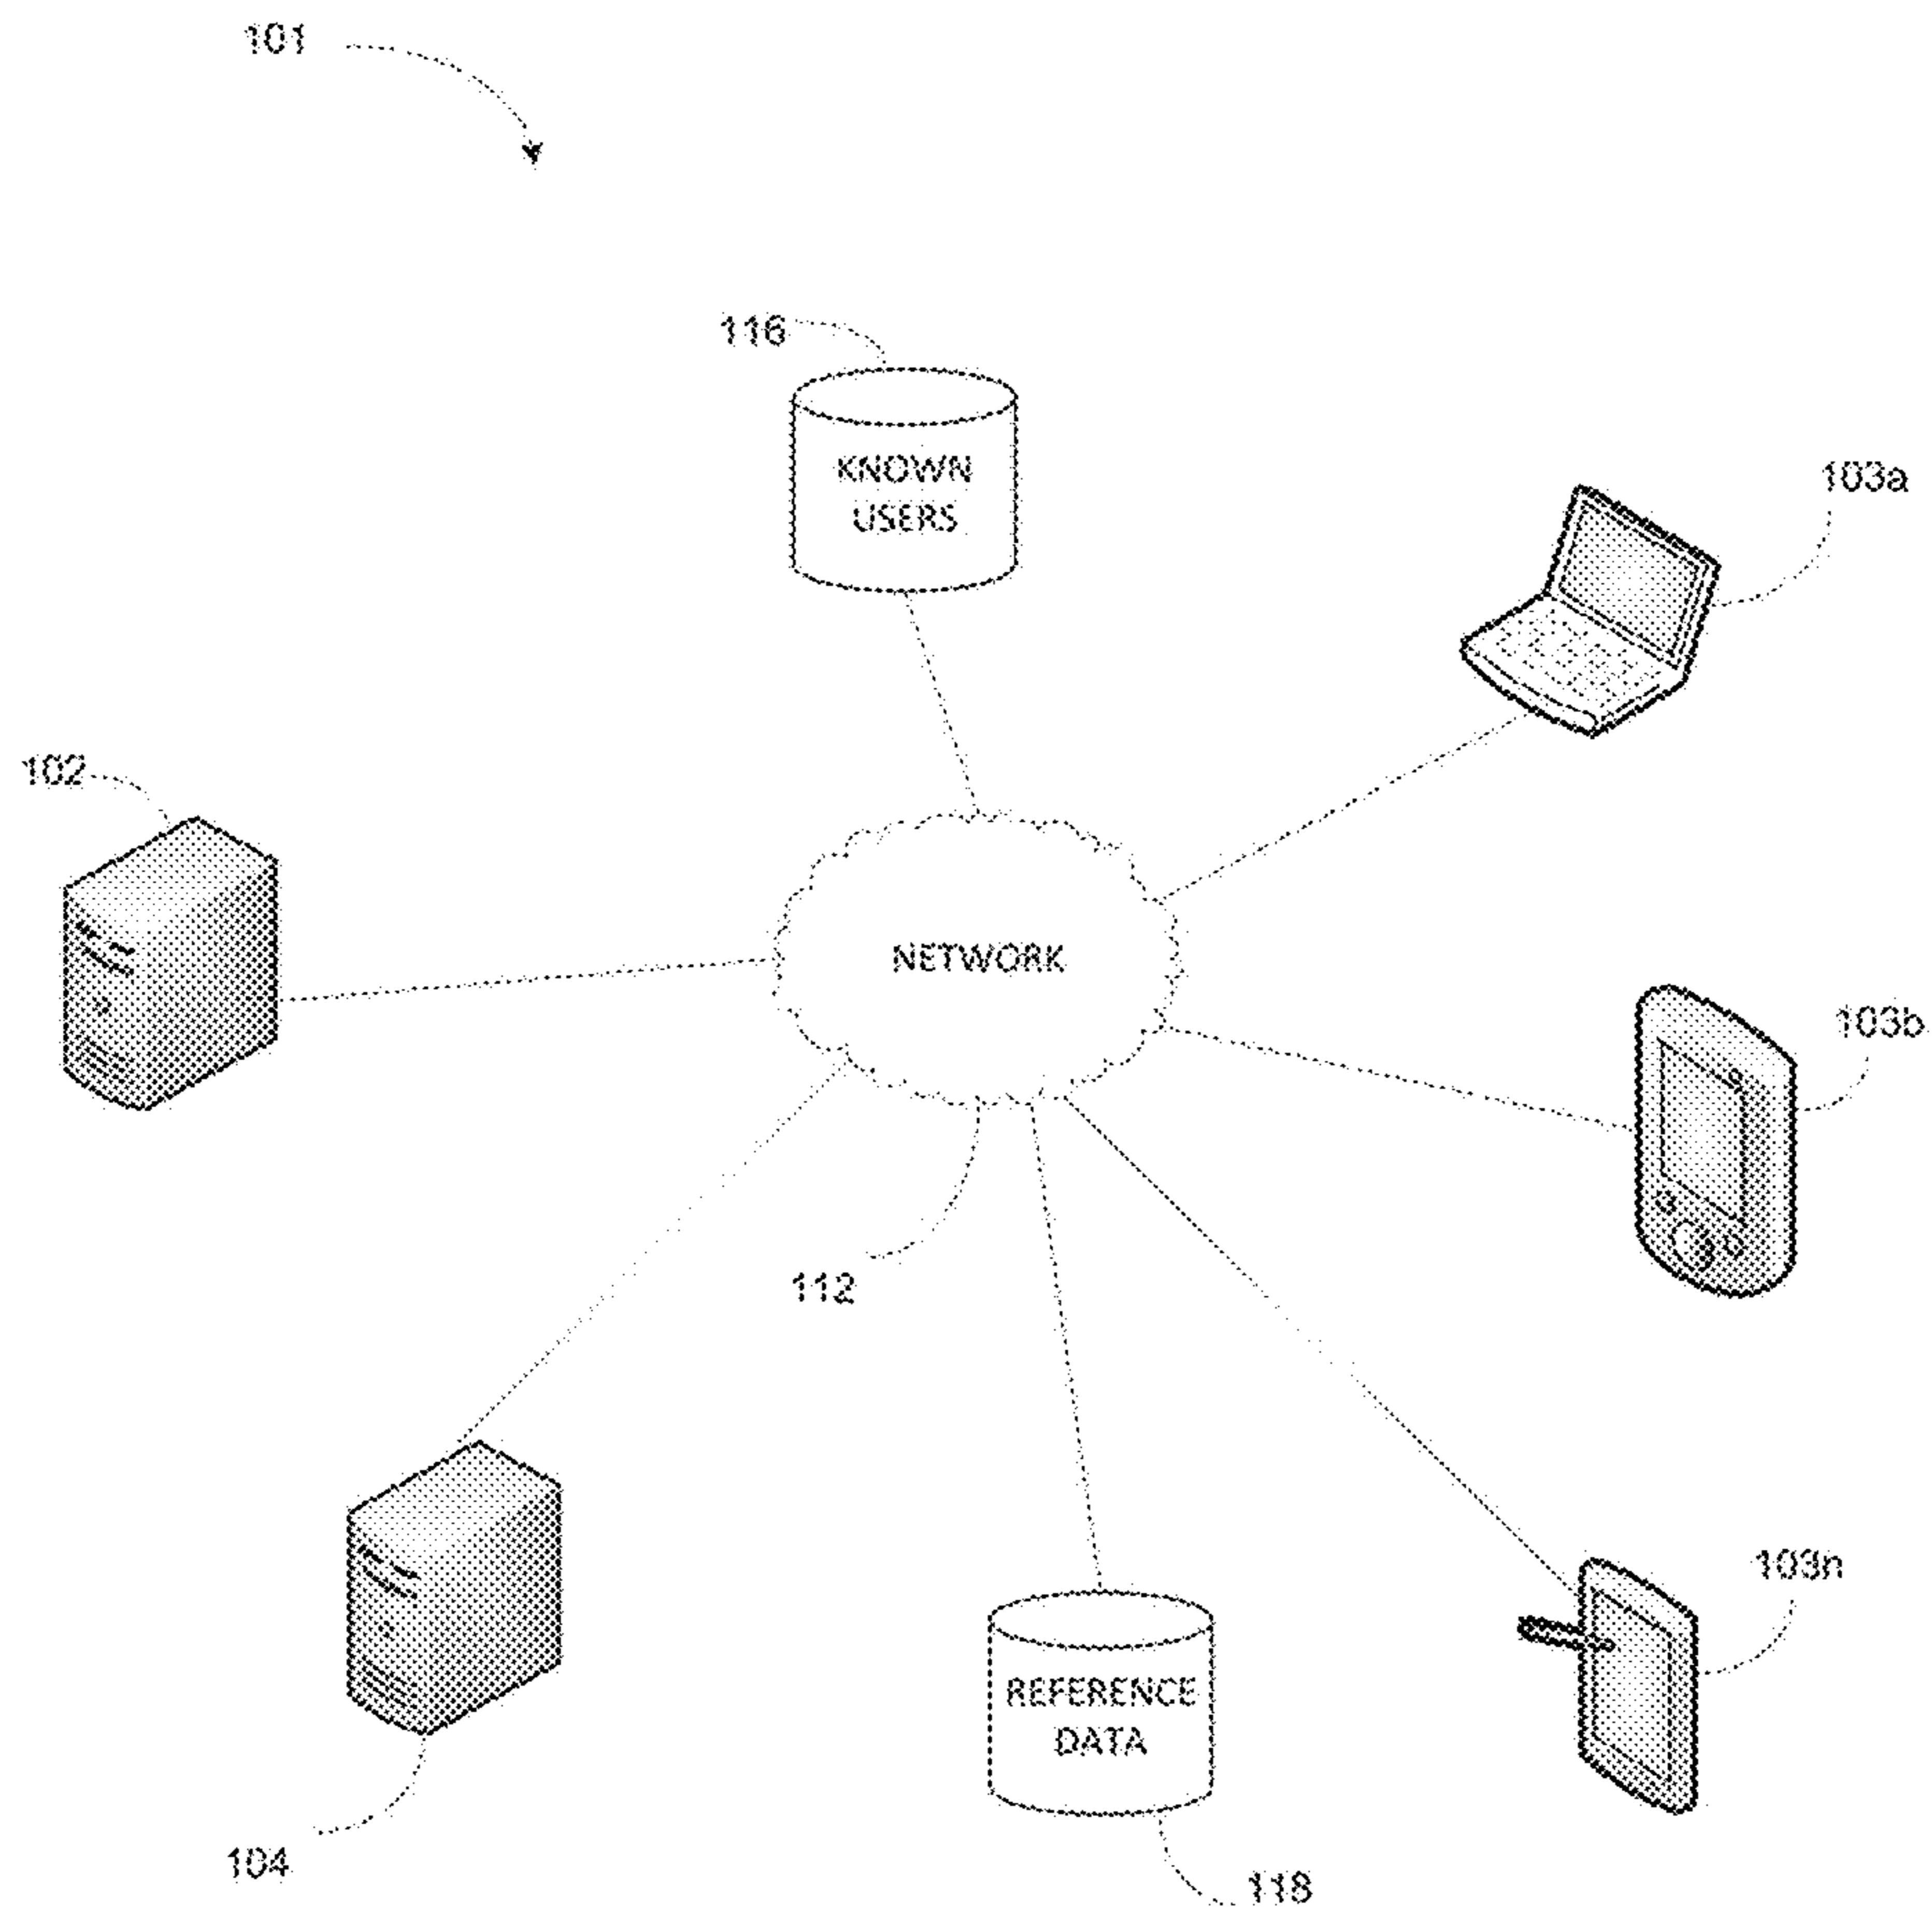 101
116
KNOWN
USERS
103a
102
NETWORK
103b
112
103n
REFERENCE
DATA
104
118